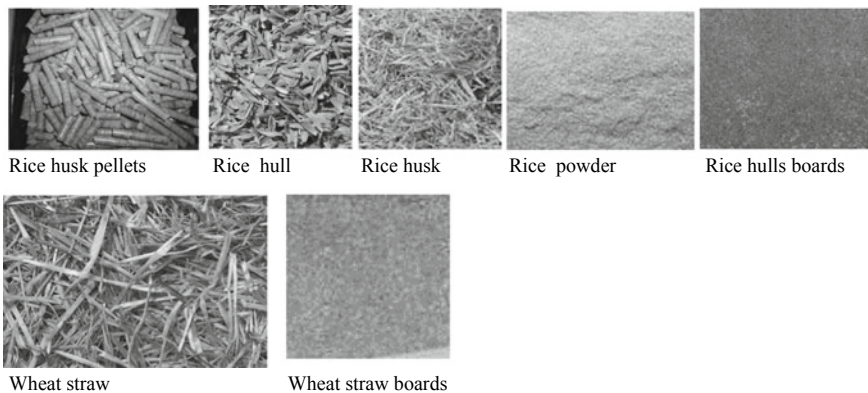 Rice husk pellets
Rice hull
Rice husk
Rice powder
Rice hulls boards
Wheat straw
Wheat straw boards